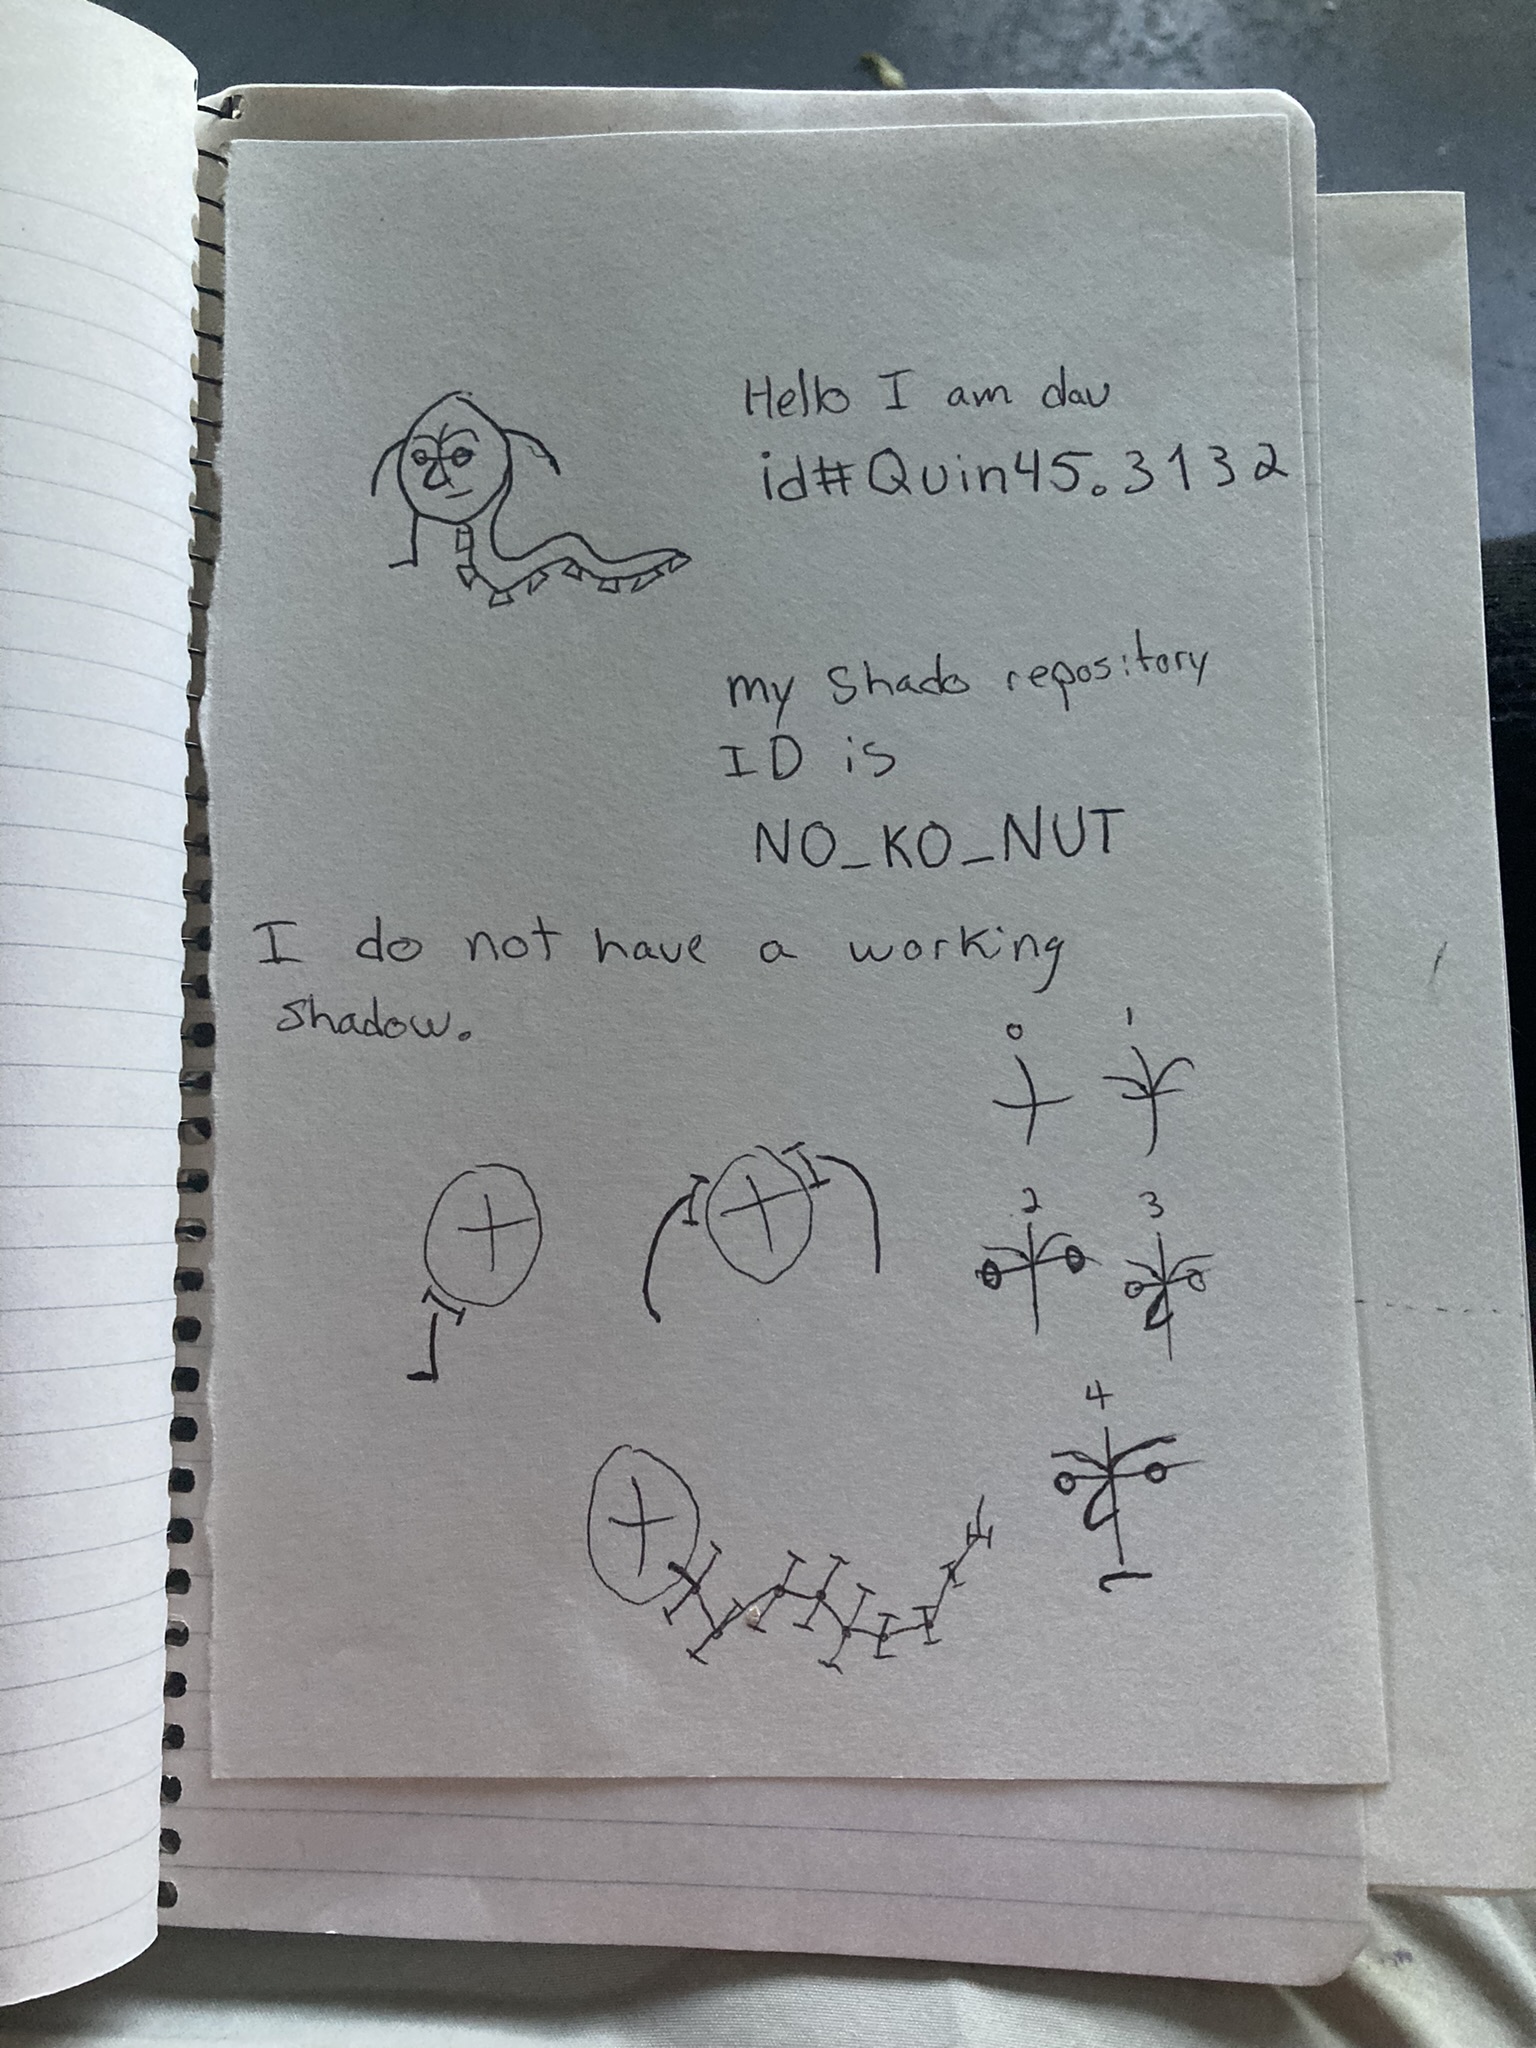 Hello I am dav
id#Quin45.3132
my Shado repository
ID is
NO_KO_NUT
I do not have a working
shadow.
0 1
2 3
4